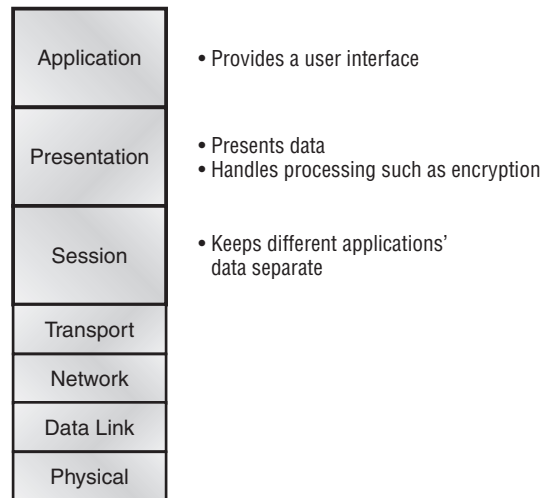 Application
• Provides a user interface
Presentation
• Presents data
• Handles processing such as encryption
Session
• Keeps different applications’
data separate
Transport
Network
Data Link
Physical